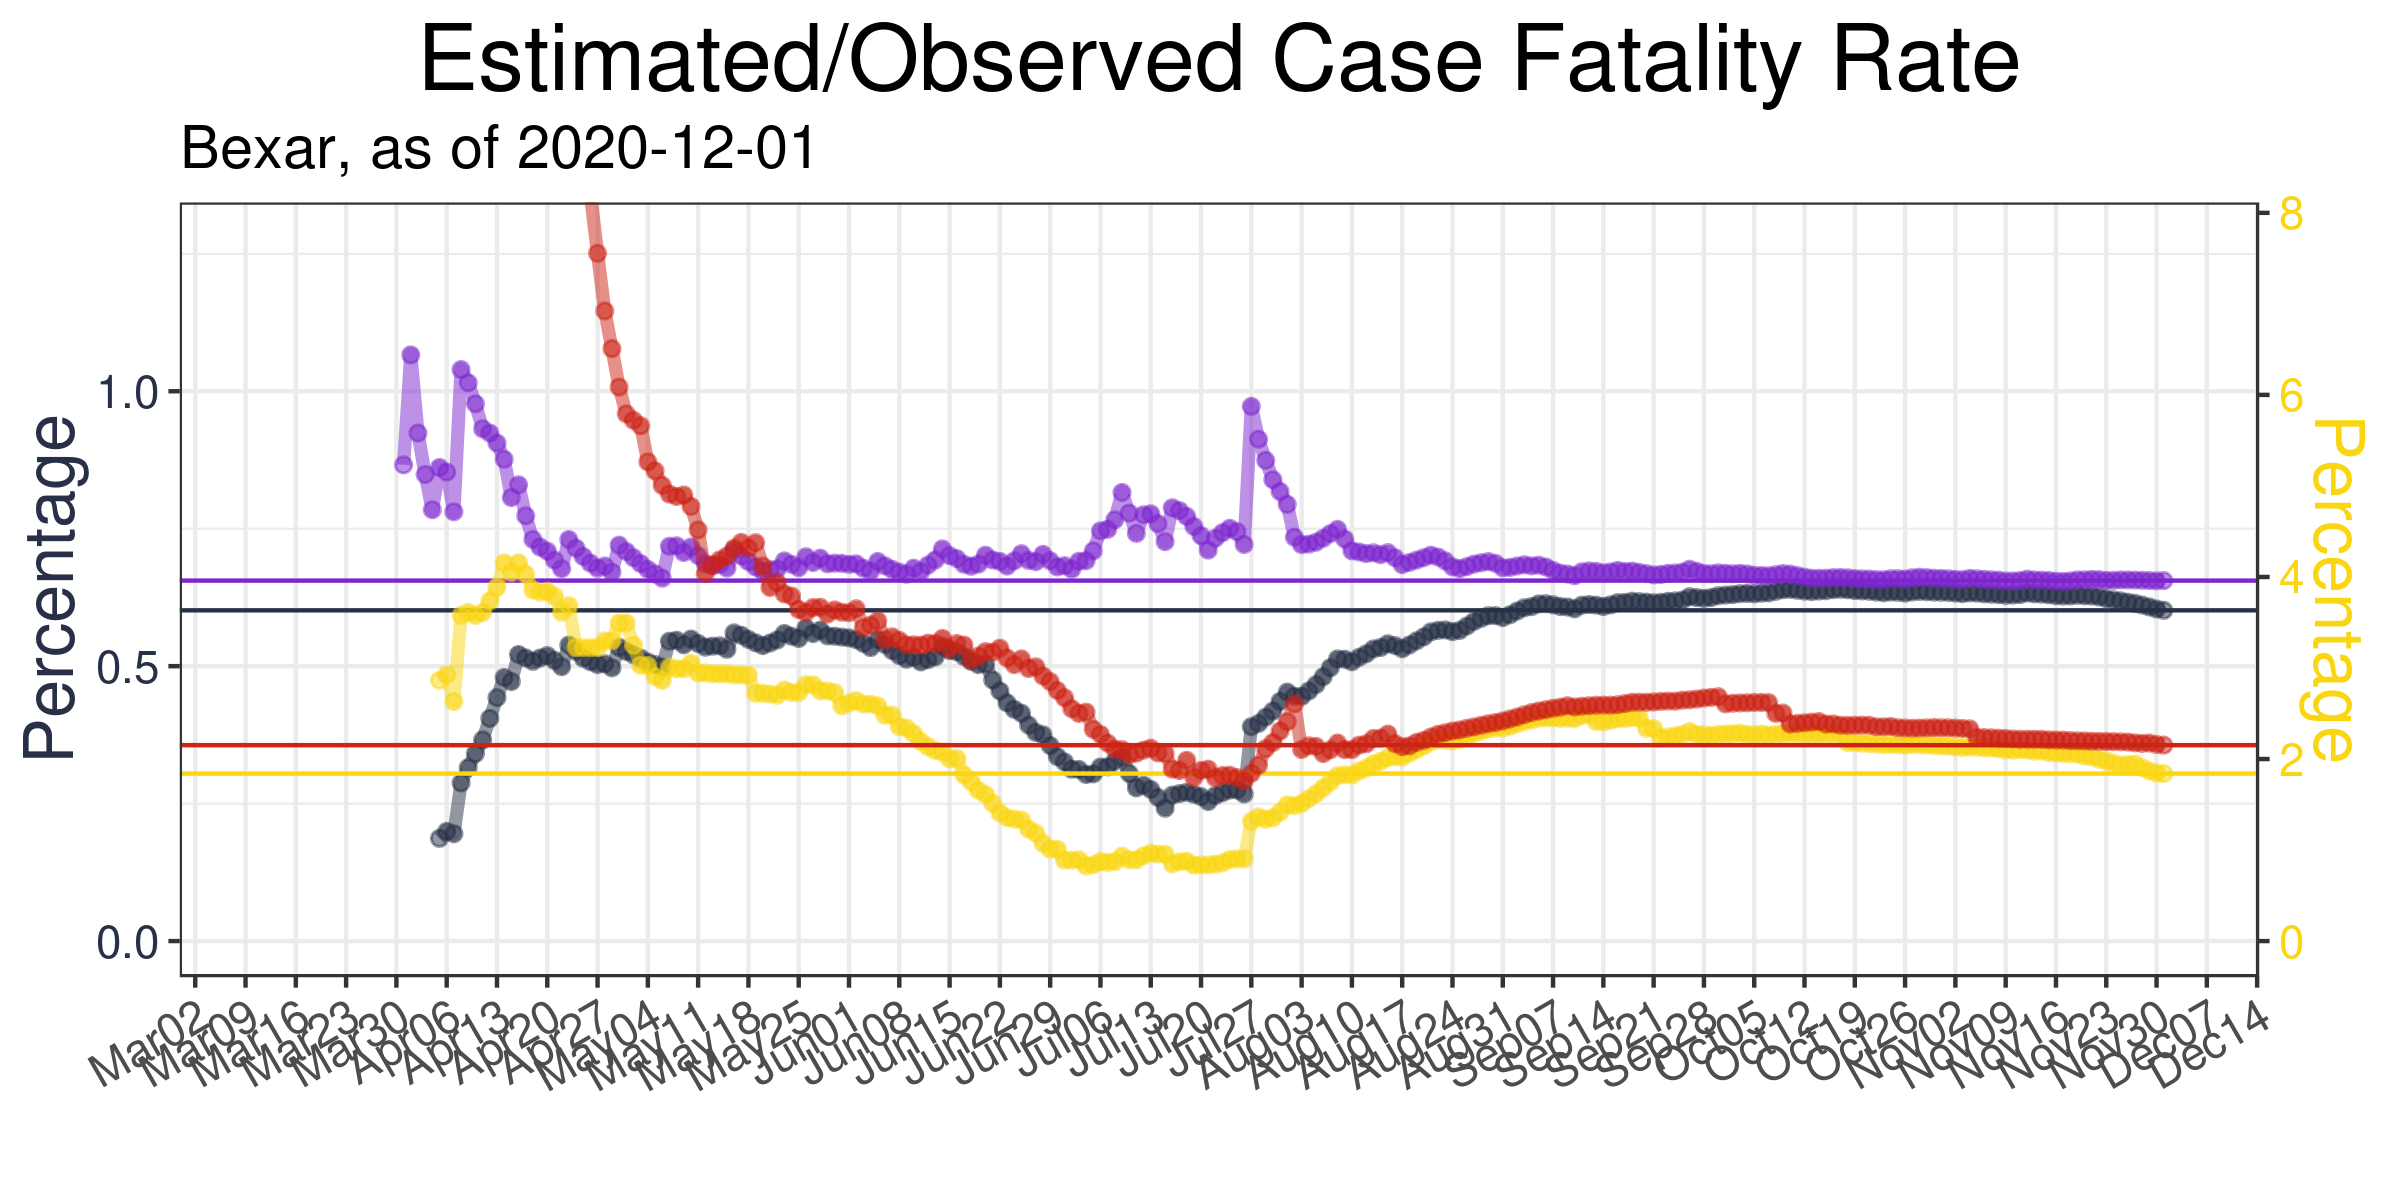 Estimated/Observed Case Fatality Rate
Bexar, as of 2020-12-01
Percentage
1.0
0.5
0.0
8
6
4
2
0
Percentage
Mar02
Mar09
Mar16
Mar23
Mar30
Apr06
Apr13
Apr20
Apr27
May04
May11
May18
May25
Jun01
Jun08
Jun15
Jun22
Jun29
Jul06
Jul13
Jul20
Jul27
Aug03
Aug10
Aug17
Aug24
Aug31
Sep07
Sep14
Sep21
Sep28
Oct05
Oct12
Oct19
Oct26
Nov02
Nov09
Nov16
Nov23
Nov30
Dec07
Dec14